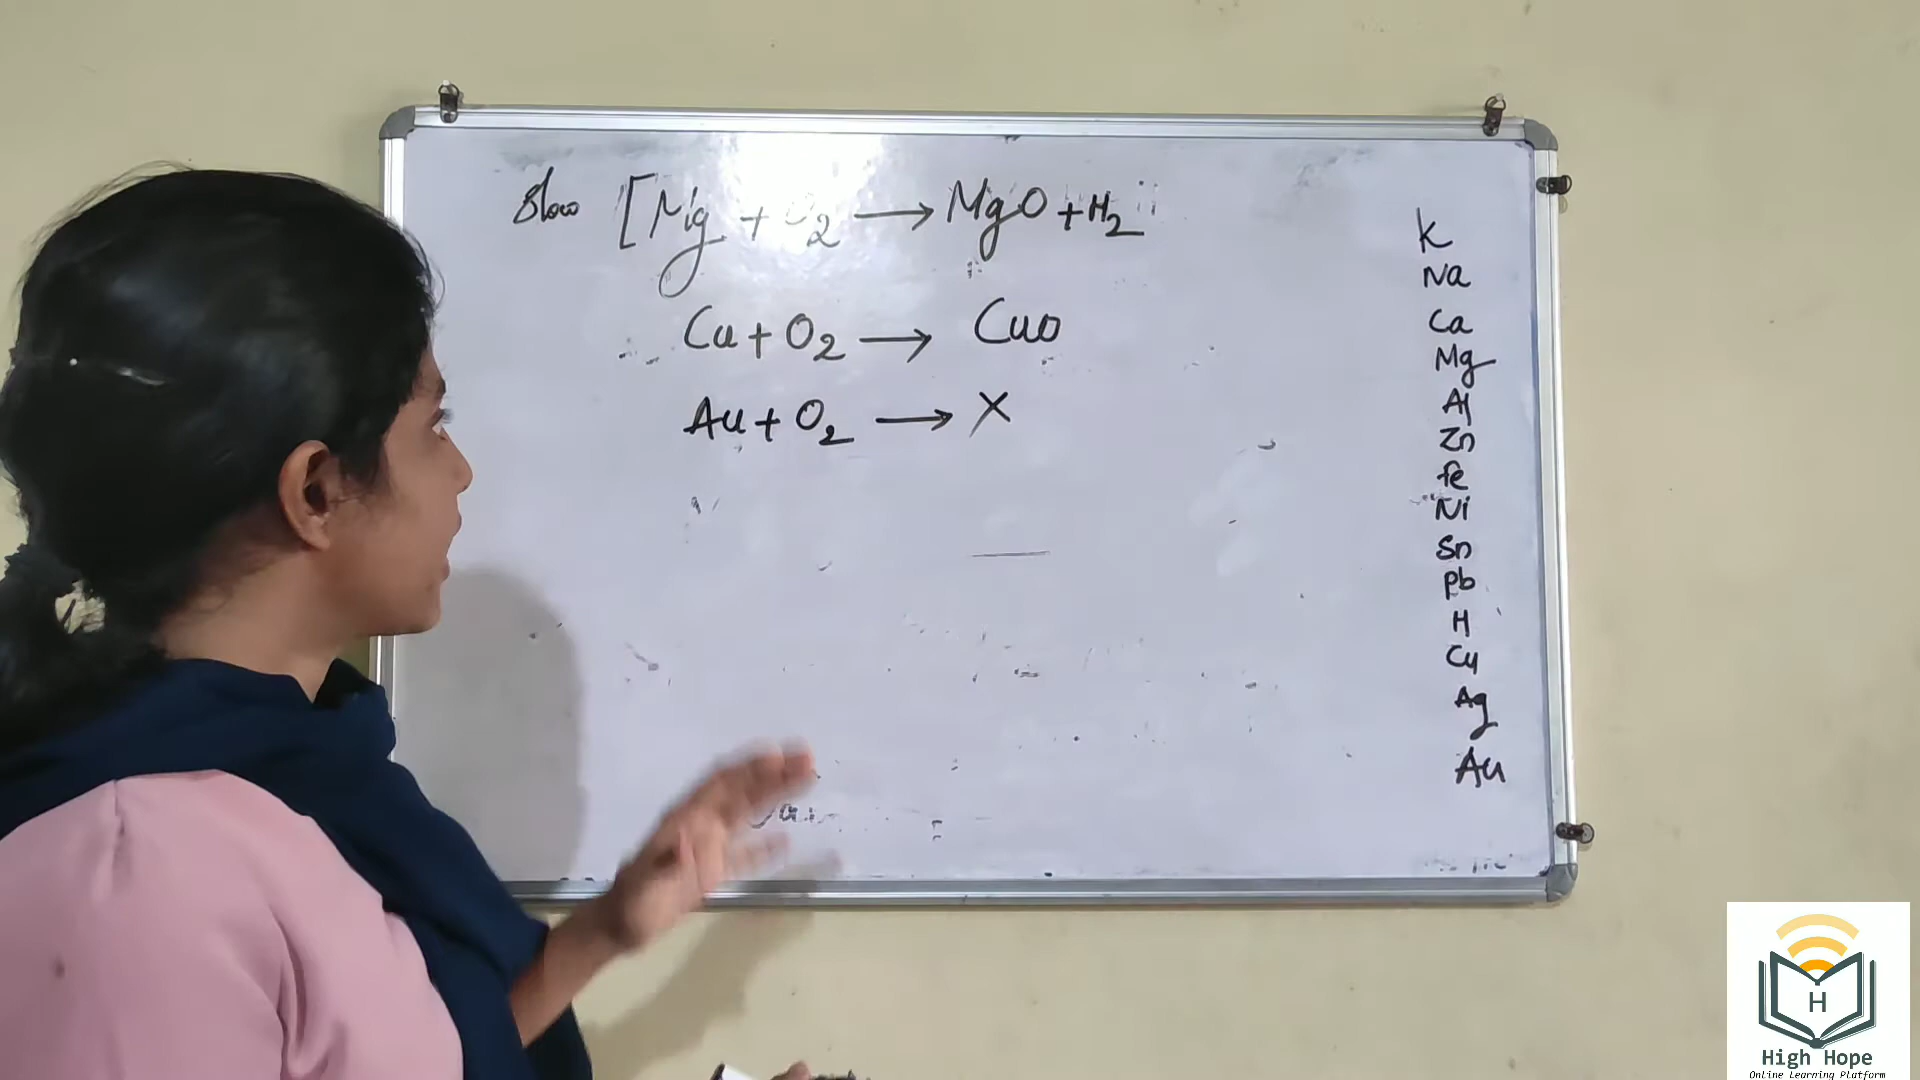 Slow [Mg + O2 → MgO + H2
Cu + O2 → CuO
Au + O2 → X
K
Na
Ca
Mg
Al
Zn
Fe
Ni
Sn
Pb
H
Cu
Ag
Au
H
High Hope
Online Learning Platform